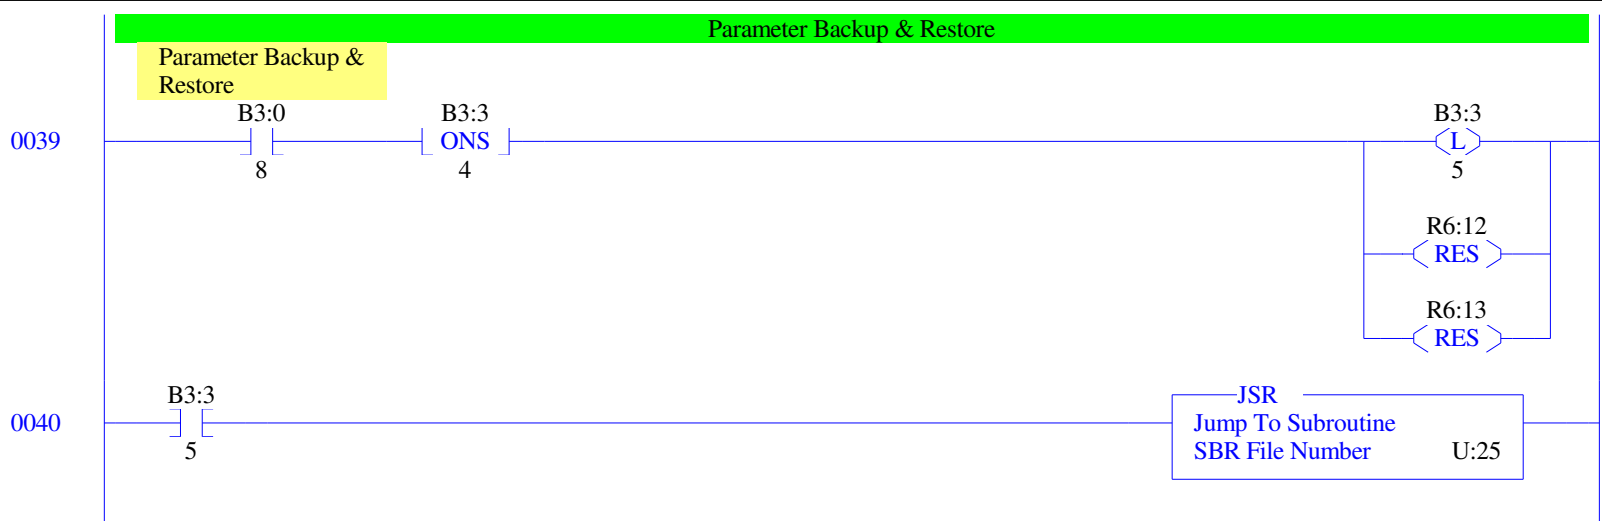 Parameter Backup & Restore
Parameter Backup &
Restore
B3:0 B3:3 B3:3
0039 ONS L
8 4 5
R6:12
RES
R6:13
RES
B3:3 JSR
0040 Jump To Subroutine
5 SBR File Number U:25